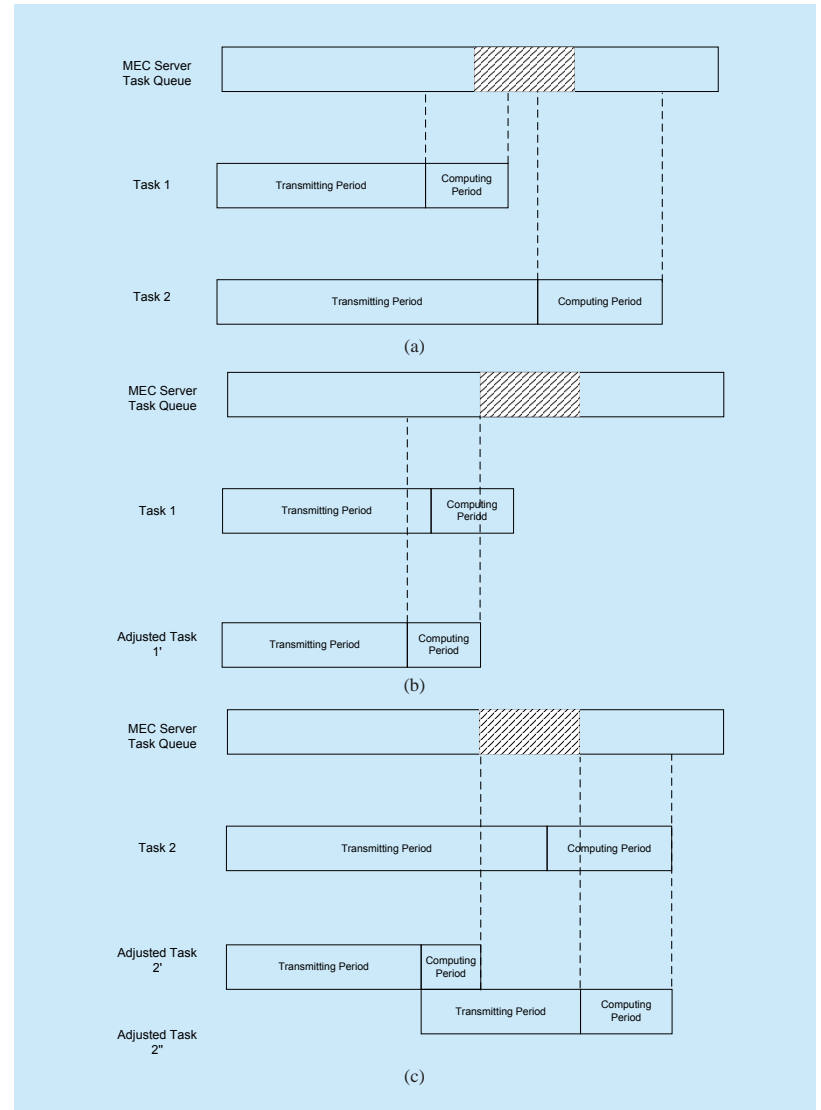 MEC Server
Task Queue
Task 1
Transmitting Period
Computing
Period
Task 2
Transmitting Period
Computing Period
(a)
MEC Server
Task Queue
Task 1
Transmitting Period
Computing
Period
Adjusted Task
1'
Transmitting Period
Computing
Period
(b)
MEC Server
Task Queue
Task 2
Transmitting Period
Computing Period
Adjusted Task
2'
Transmitting Period
Computing
Period
Adjusted Task
2"
Transmitting Period
Computing
Period
(c)